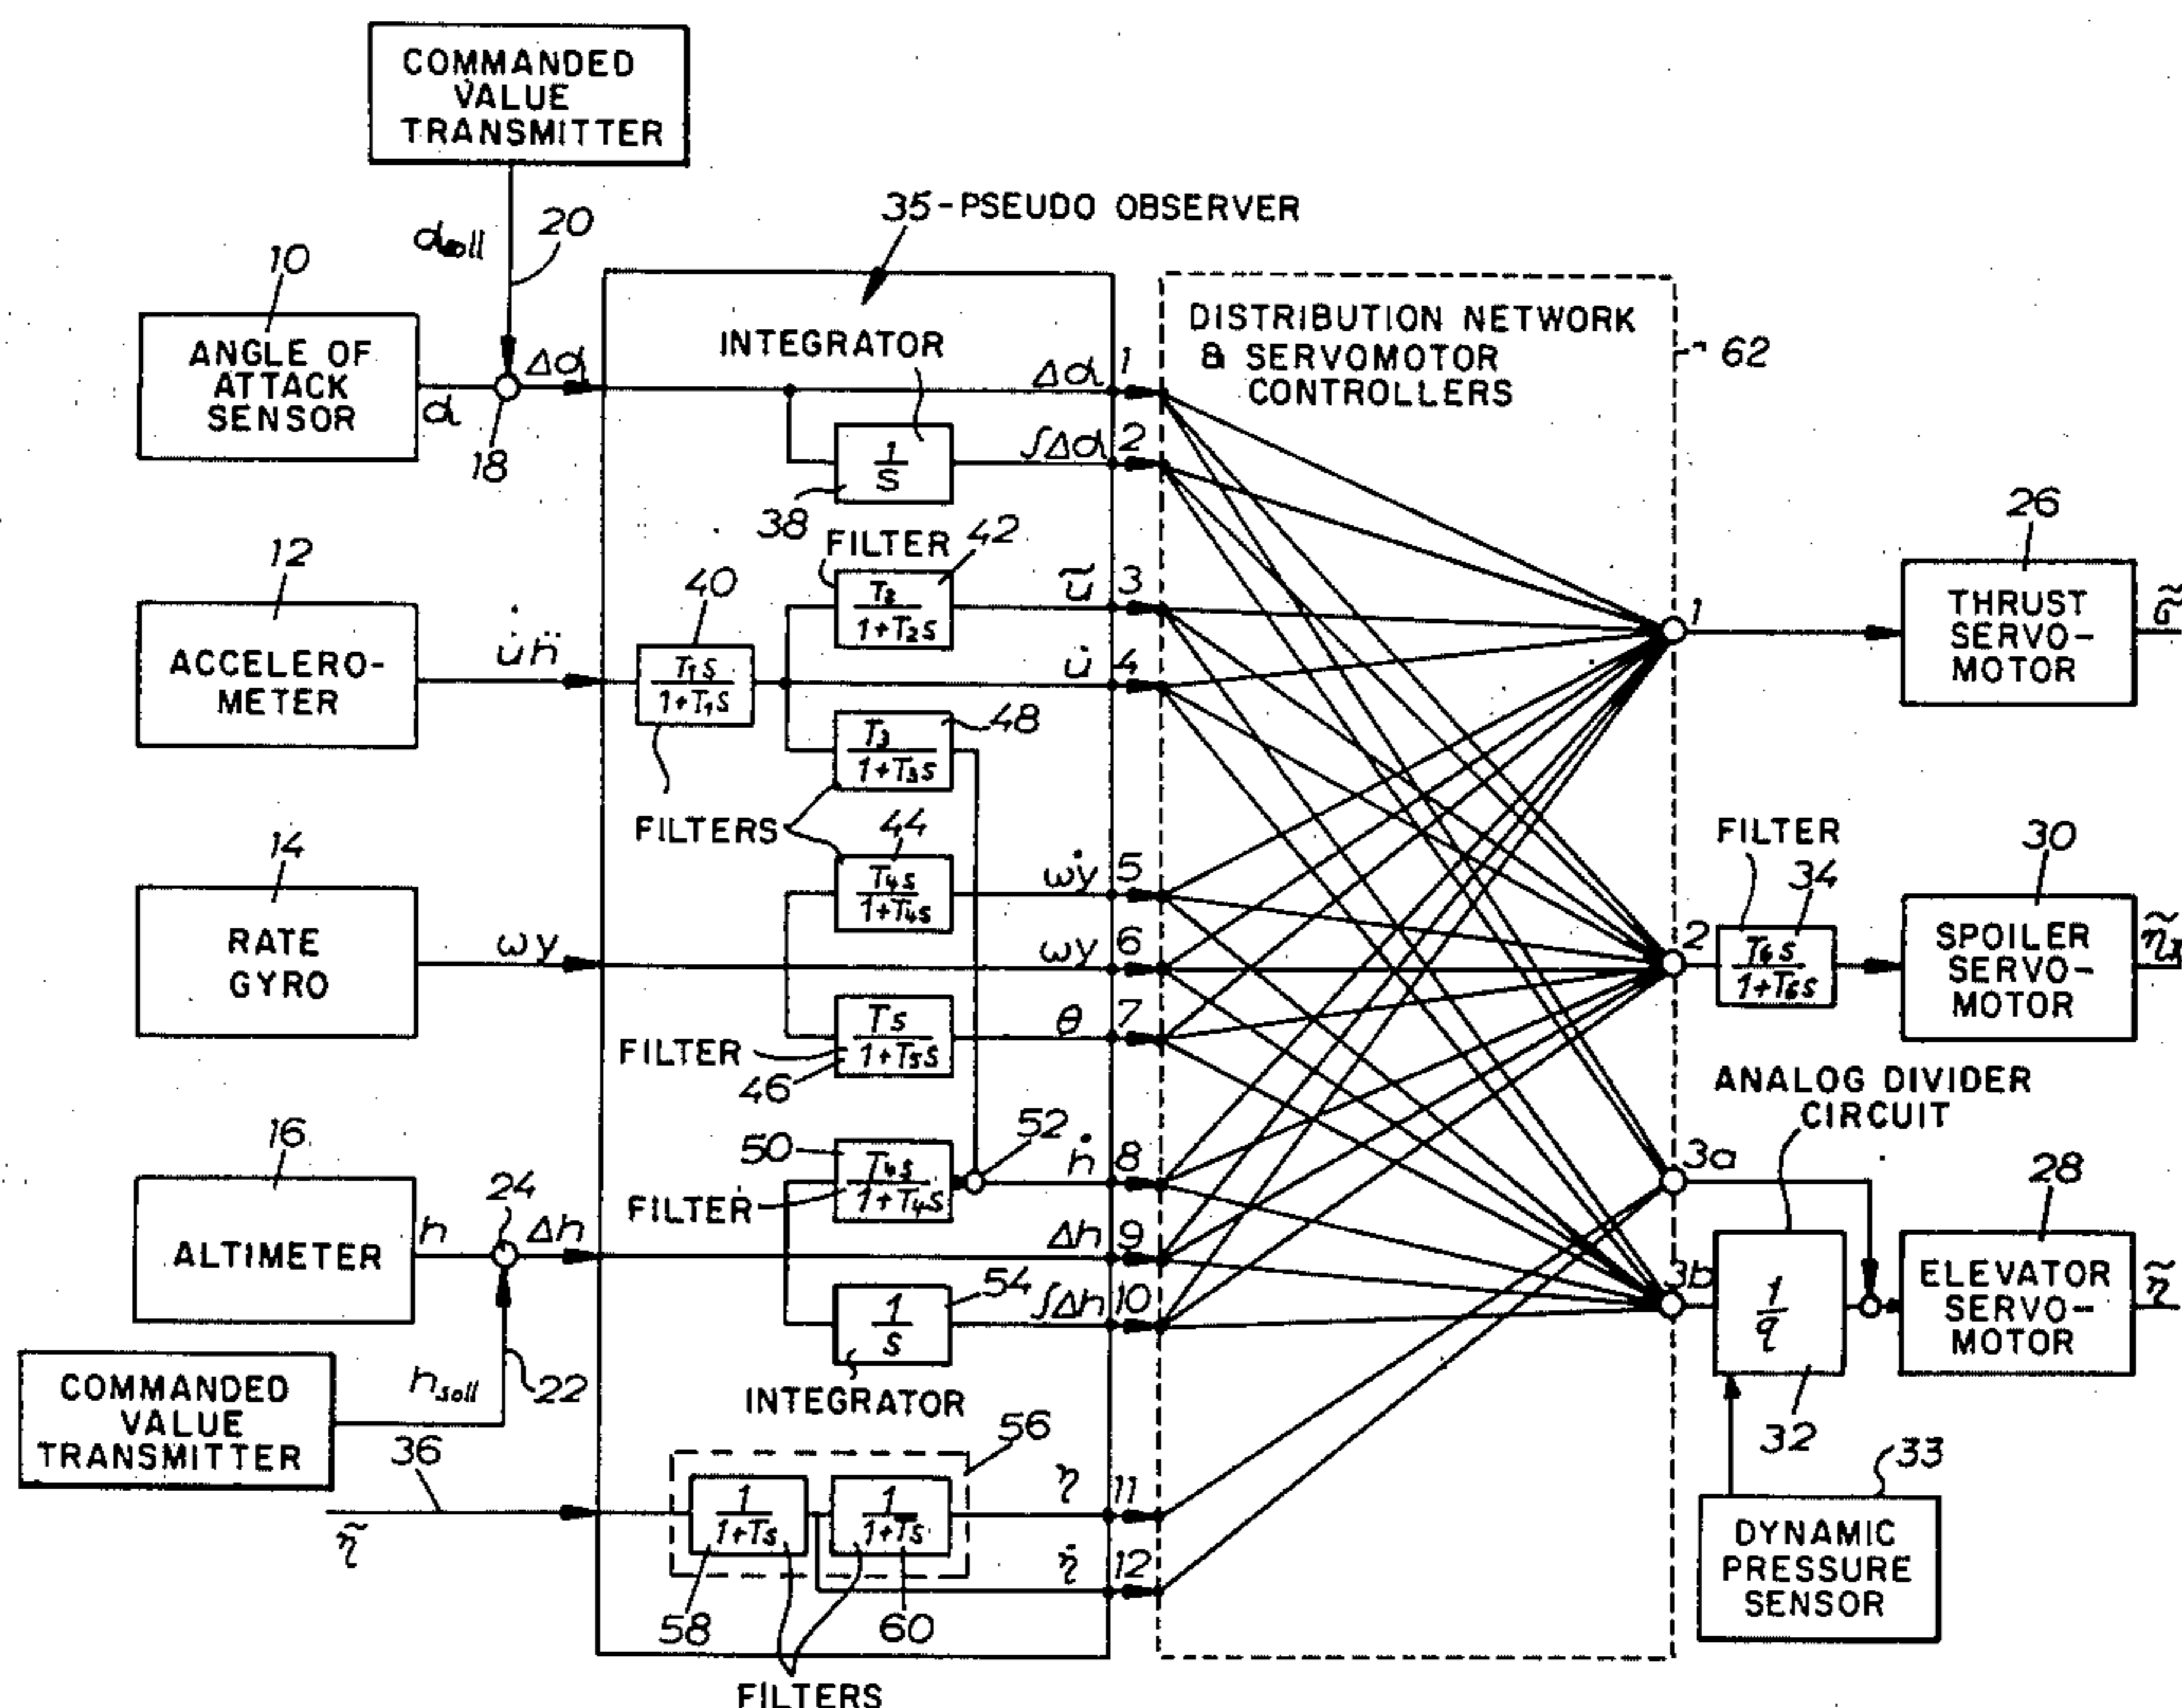 COMMANDED
VALUE
TRANSMITTER
35-PSEUDO OBSERVER
αsoll
20
10
ANGLE OF
ATTACK
SENSOR
α
Δα
18
INTEGRATOR
Δα
1
∫Δα
2
1/S
38
DISTRIBUTION NETWORK
& SERVOMOTOR
CONTROLLERS
62
12
ACCELERO-
METER
u̇ ḧ
40
T1s/1+T1s
FILTER
42
T2/1+T2s
ũ
3
u̇
4
T3/1+T3s
48
FILTERS
44
T4s/1+T4s
ω̇y
5
14
RATE
GYRO
ωy
ωy
6
T5/1+T5s
θ
7
FILTER
46
16
ALTIMETER
h
24
Δh
50
T4s/1+T4s
FILTER
52
ḣ
8
Δh
9
54
1/s
∫Δh
10
INTEGRATOR
COMMANDED
VALUE
TRANSMITTER
hsoll
22
36
η̃
56
1/1+Ts
1/1+Ts
58
60
FILTERS
η
11
η̇
12
1
26
THRUST
SERVO-
MOTOR
2
FILTER
34
T6s/1+T6s
30
SPOILER
SERVO-
MOTOR
ANALOG DIVIDER
CIRCUIT
3a
3b
1/q
32
28
ELEVATOR
SERVO-
MOTOR
η̃
33
DYNAMIC
PRESSURE
SENSOR